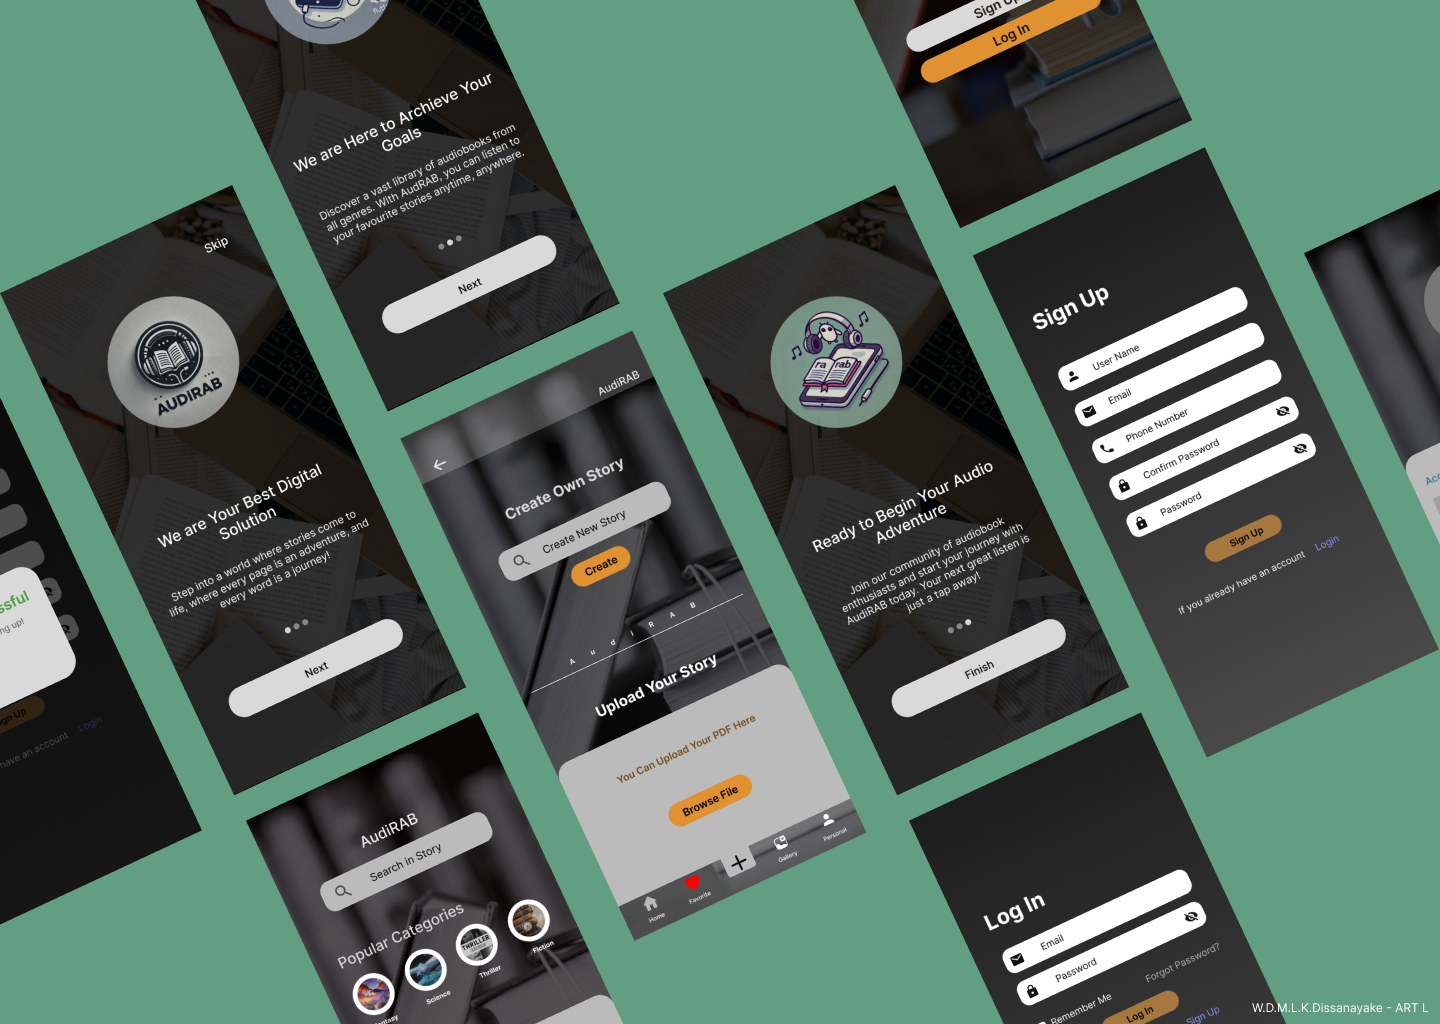 We are Here to Archieve Your
Goals
Discover a vast library of audiobooks from
all genres. With AudRAB, you can listen to
your favourite stories anytime, anywhere.
Next
Sign Up
Log In
Skip
AUDIRAB
We are Your Best Digital
Solution
Step into a world where stories come to
life, where every page is an adventure, and
every word is a journey!
Next
AudiRAB
Create Own Story
Create New Story
Create
A u d i R A B
Upload Your Story
You Can Upload Your PDF Here
Browse File
Home
Favorite
Gallery
Personal
ra rab
Ready to Begin Your Audio
Adventure
Join our community of audiobook
enthusiasts and start your journey with
AudiRAB today. Your next great listen is
just a tap away!
Finish
Sign Up
User Name
Email
Phone Number
Confirm Password
Password
Sign Up
If you already have an account Login
Acc
ssful
ng up!
ign Up
have an account Login
AudiRAB
Search in Story
Popular Categories
antasy
Science
THRILLER
Thriller
Fiction
Log In
Email
Password
Forgot Password?
Remember Me
Log In
Sign Up
W.D.M.L.K.Dissanayake - ART L